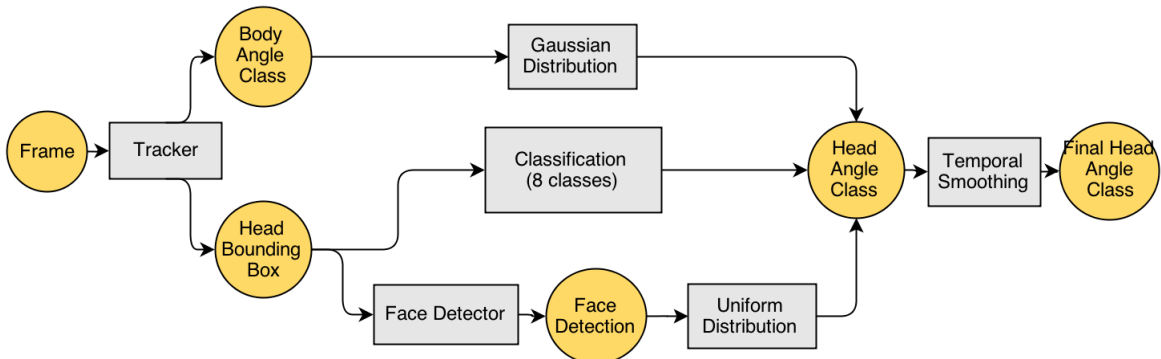 Frame
Tracker
Body
Angle
Class
Gaussian
Distribution
Head
Bounding
Box
Classification
(8 classes)
Face Detector
Face
Detection
Uniform
Distribution
Head
Angle
Class
Temporal
Smoothing
Final Head
Angle
Class